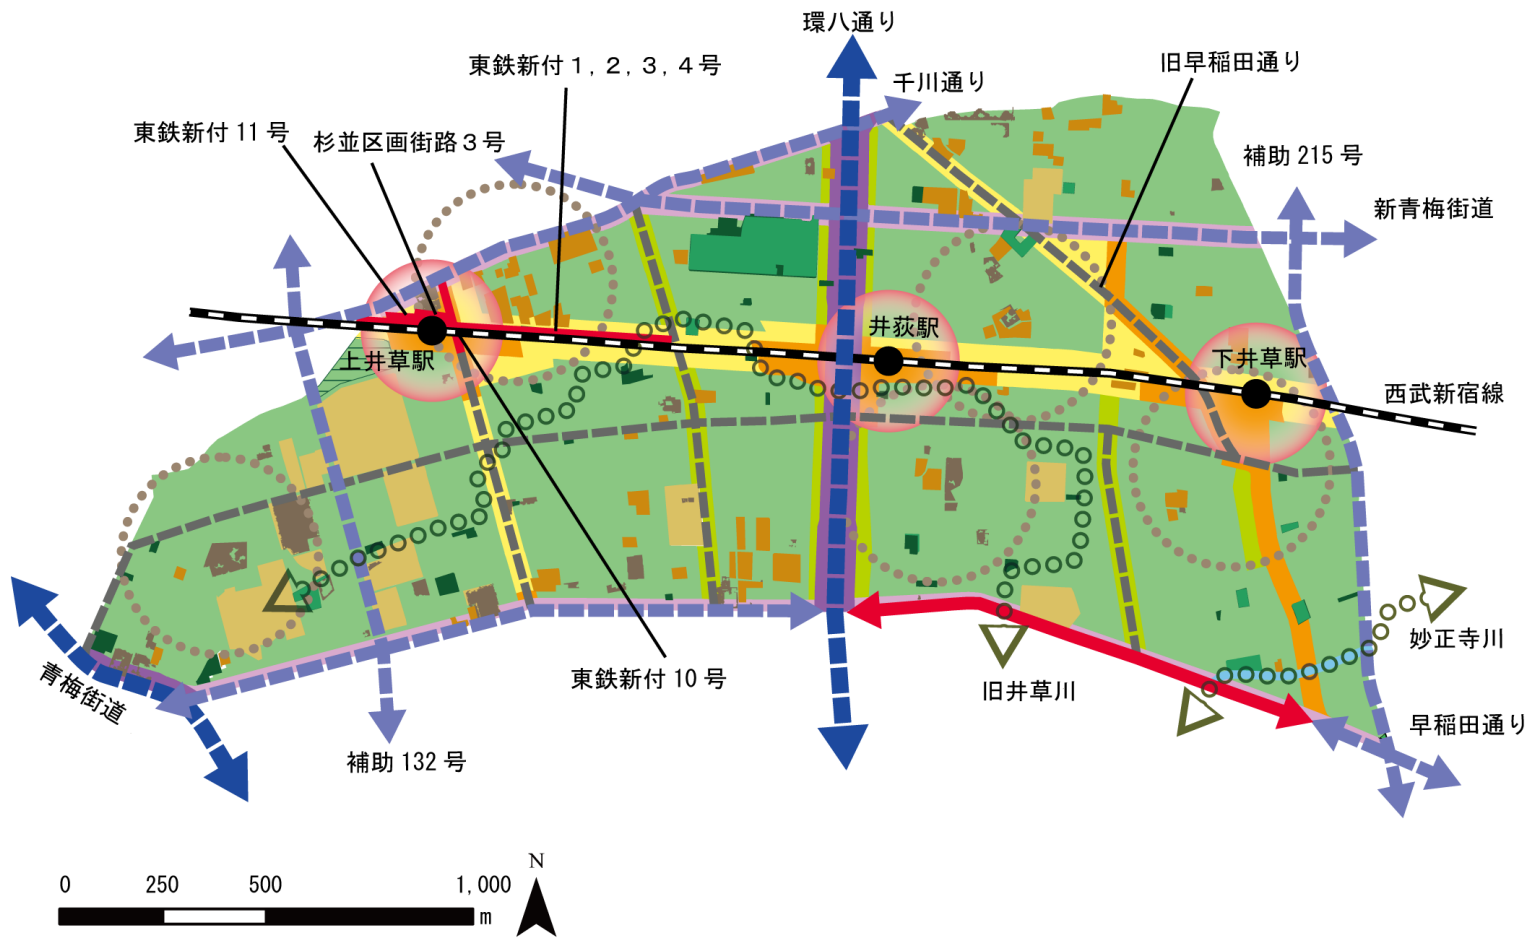 環八通り
東鉄新付１，２，３，４号
千川通り
旧早稲田通り
東鉄新付 11 号
杉並区画街路３号
補助 215 号
新青梅街道
井荻駅
上井草駅
下井草駅
西武新宿線
妙正寺川
青梅街道
東鉄新付 10 号
旧井草川
早稲田通り
補助 132 号
N
0 250 500 1,000
m